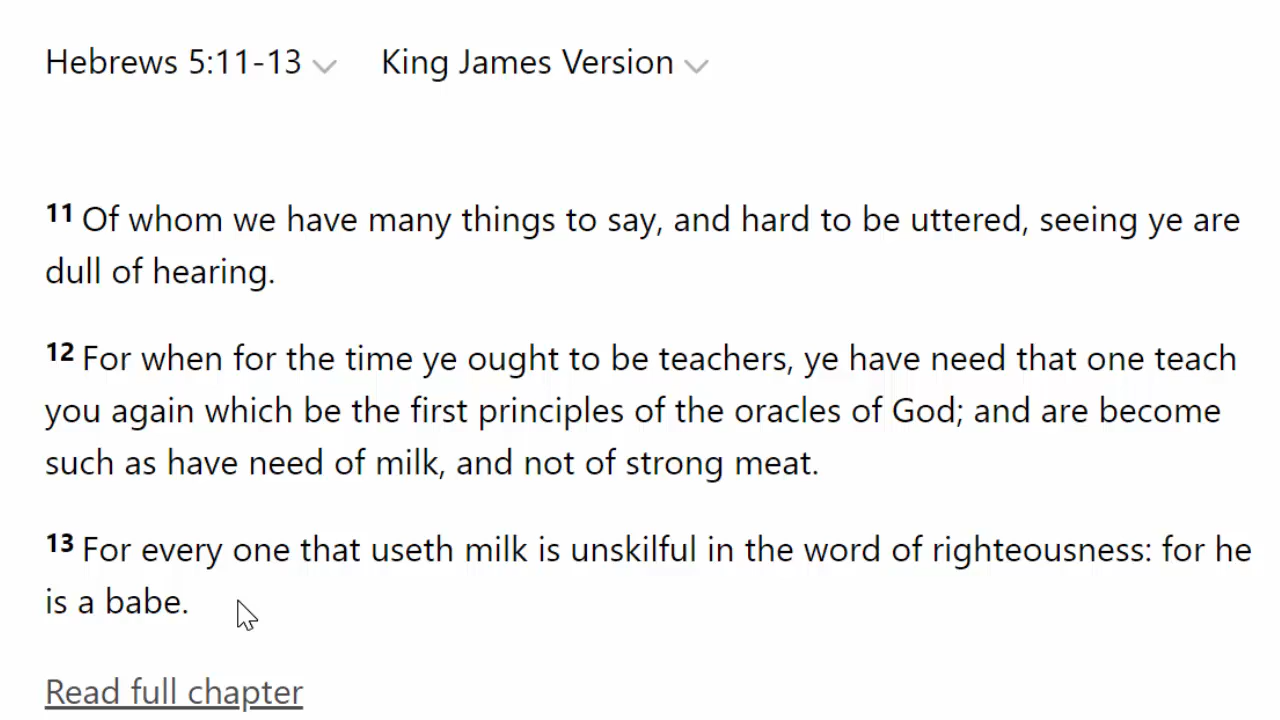 Hebrews 5:11-13 King James Version
11 Of whom we have many things to say, and hard to be uttered, seeing ye are
dull of hearing.
12 For when for the time ye ought to be teachers, ye have need that one teach
you again which be the first principles of the oracles of God; and are become
such as have need of milk, and not of strong meat.
13 For every one that useth milk is unskilful in the word of righteousness: for he
is a babe.
Read full chapter